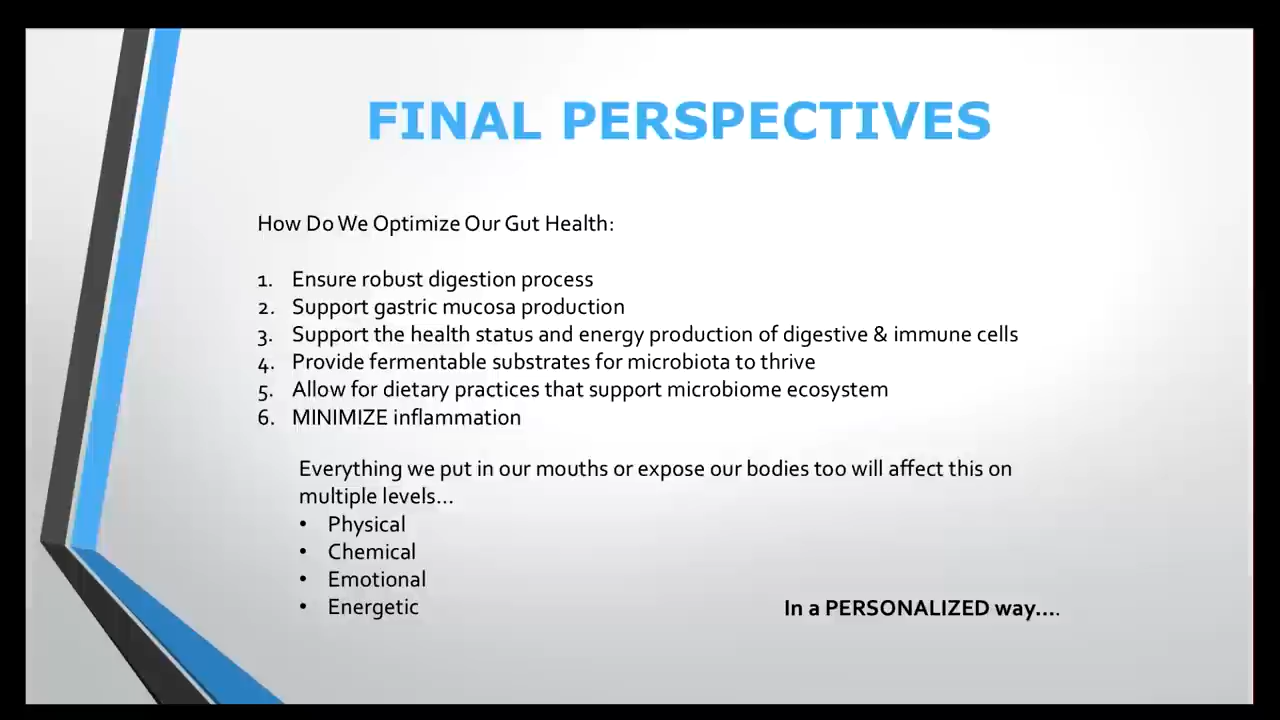 FINAL PERSPECTIVES
How Do We Optimize Our Gut Health:
1. Ensure robust digestion process
2. Support gastric mucosa production
3. Support the health status and energy production of digestive & immune cells
4. Provide fermentable substrates for microbiota to thrive
5. Allow for dietary practices that support microbiome ecosystem
6. MINIMIZE inflammation
Everything we put in our mouths or expose our bodies too will affect this on
multiple levels...
• Physical
• Chemical
• Emotional
• Energetic
In a PERSONALIZED way....